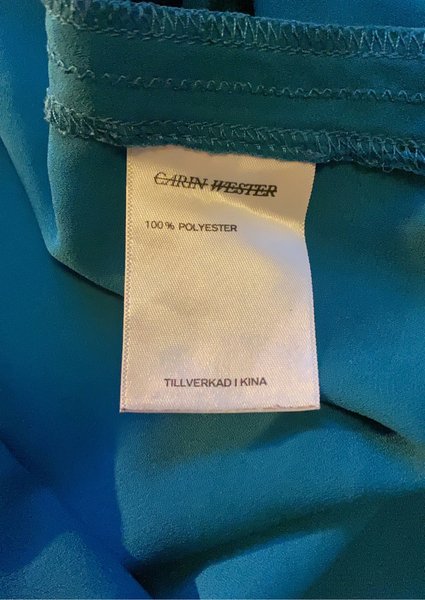 CARIN WESTER
100% POLYESTER
TILLVERKAD I KINA